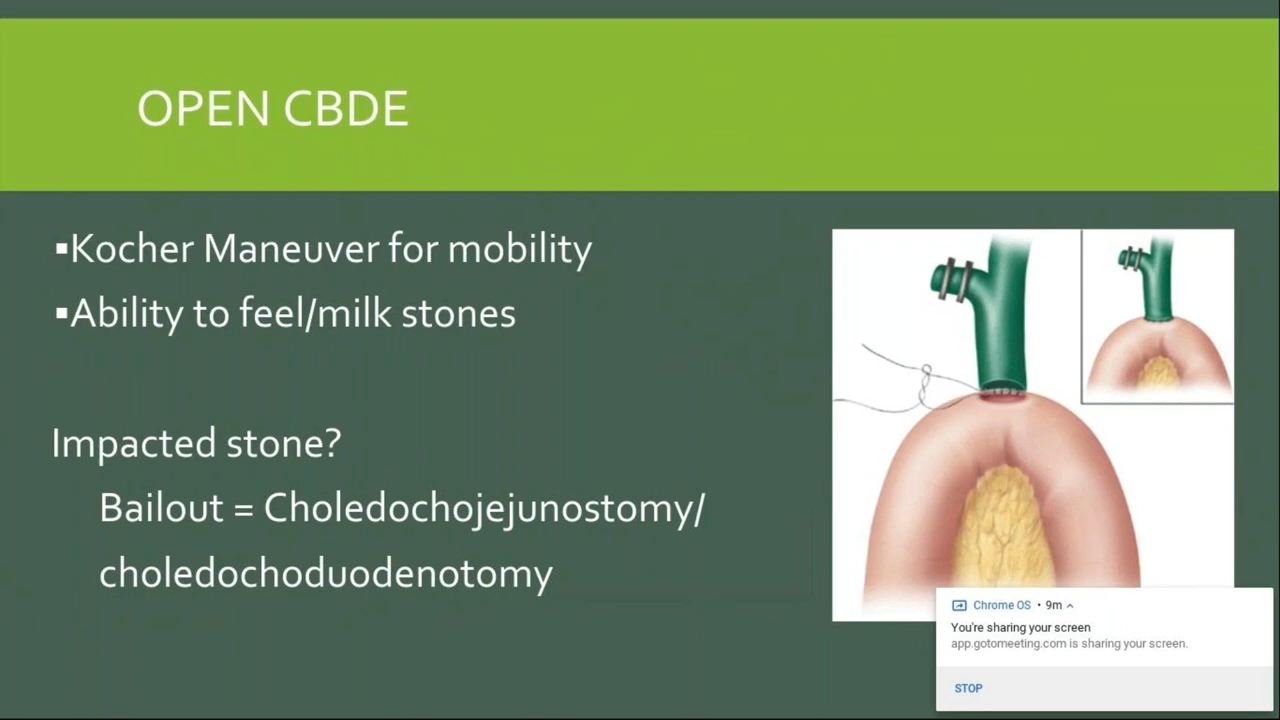 OPEN CBDE
▪Kocher Maneuver for mobility
▪Ability to feel/milk stones
Impacted stone?
Bailout = Choledochojejunostomy/
choledochoduodenotomy
Chrome OS • 9m
You're sharing your screen
app.gotomeeting.com is sharing your screen.
STOP